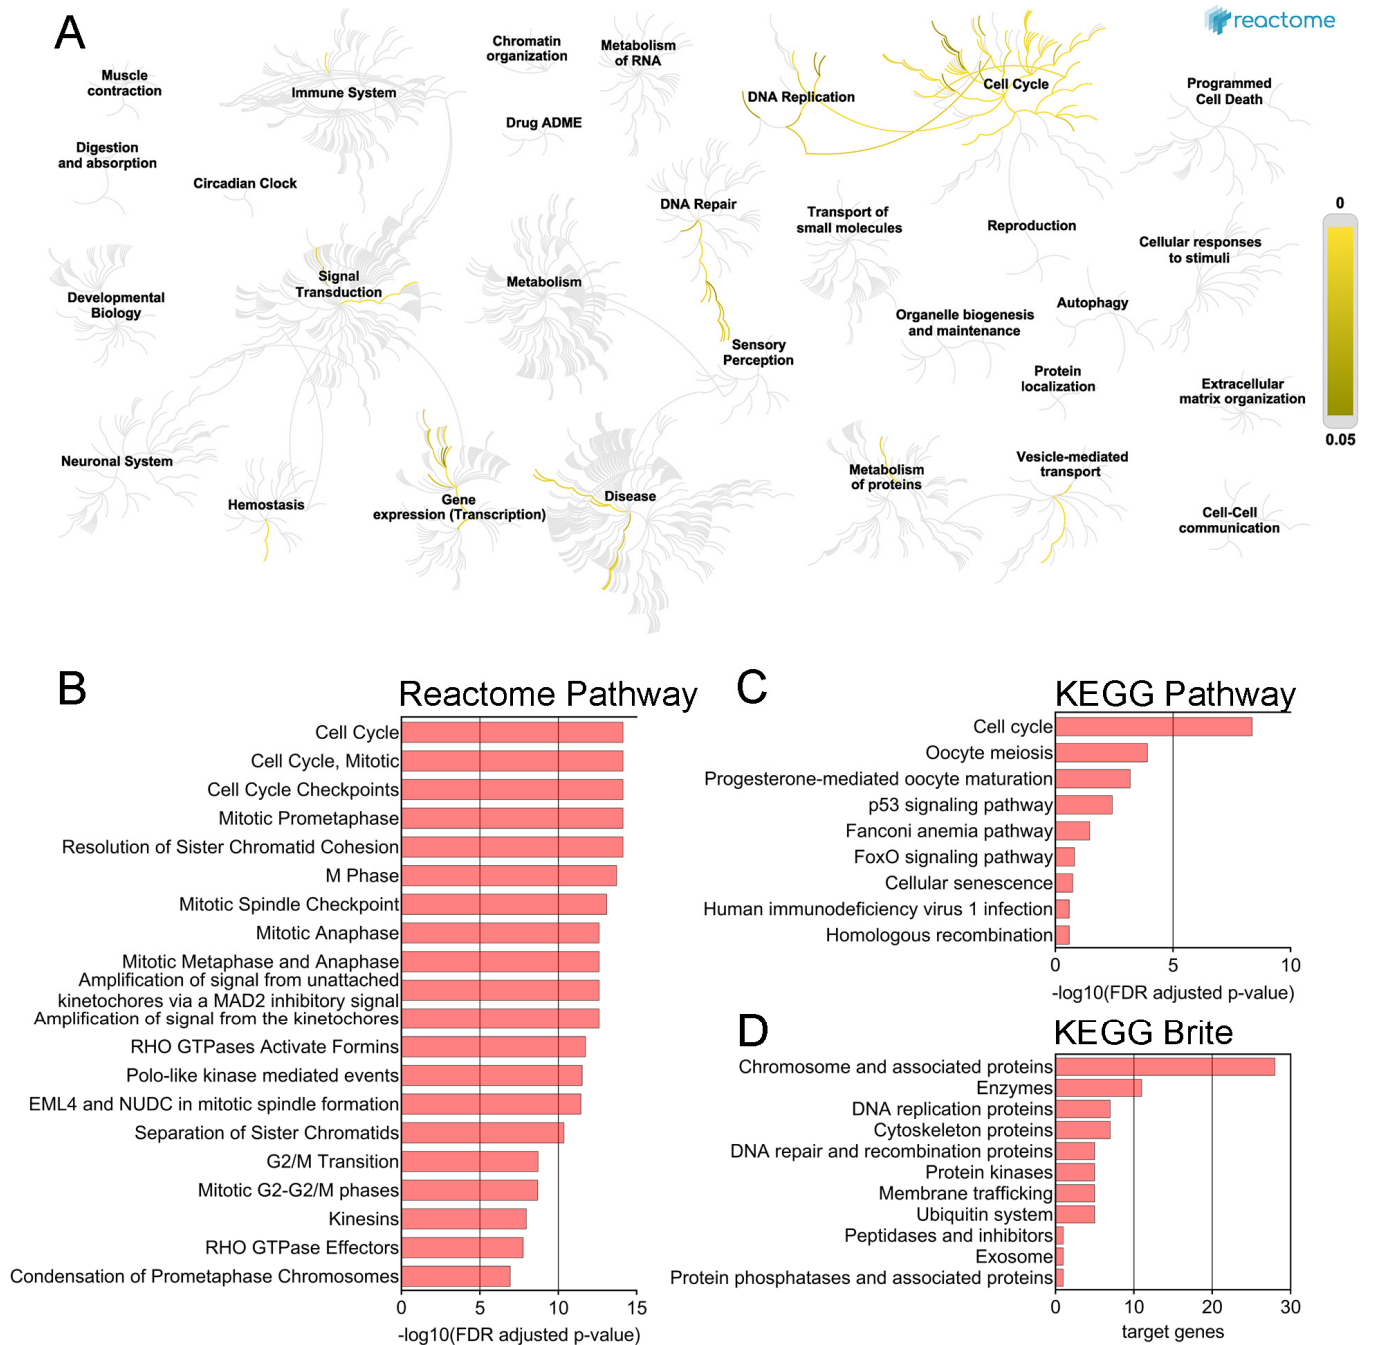 A
reactome
Muscle
contraction
Immune System
Chromatin
organization
Metabolism
of RNA
DNA Replication
Cell Cycle
Programmed
Cell Death
Drug ADME
Digestion
and absorption
Circadian Clock
DNA Repair
Transport of
small molecules
Reproduction
Cellular responses
to stimuli
0
Signal
Transduction
Metabolism
Developmental
Biology
Organelle biogenesis
and maintenance
Autophagy
Sensory
Perception
Protein
localization
Extracellular
matrix organization
0.05
Neuronal System
Hemostasis
Gene
expression (Transcription)
Disease
Metabolism
of proteins
Vesicle-mediated
transport
Cell-Cell
communication
B
Reactome Pathway
Cell Cycle
Cell Cycle, Mitotic
Cell Cycle Checkpoints
Mitotic Prometaphase
Resolution of Sister Chromatid Cohesion
M Phase
Mitotic Spindle Checkpoint
Mitotic Anaphase
Mitotic Metaphase and Anaphase
Amplification of signal from unattached
kinetochores via a MAD2 inhibitory signal
Amplification of signal from the kinetochores
RHO GTPases Activate Formins
Polo-like kinase mediated events
EML4 and NUDC in mitotic spindle formation
Separation of Sister Chromatids
G2/M Transition
Mitotic G2-G2/M phases
Kinesins
RHO GTPase Effectors
Condensation of Prometaphase Chromosomes
0 5 10 15
-log10(FDR adjusted p-value)
C
KEGG Pathway
Cell cycle
Oocyte meiosis
Progesterone-mediated oocyte maturation
p53 signaling pathway
Fanconi anemia pathway
FoxO signaling pathway
Cellular senescence
Human immunodeficiency virus 1 infection
Homologous recombination
0 5 10
-log10(FDR adjusted p-value)
D
KEGG Brite
Chromosome and associated proteins
Enzymes
DNA replication proteins
Cytoskeleton proteins
DNA repair and recombination proteins
Protein kinases
Membrane trafficking
Ubiquitin system
Peptidases and inhibitors
Exosome
Protein phosphatases and associated proteins
0 10 20 30
target genes